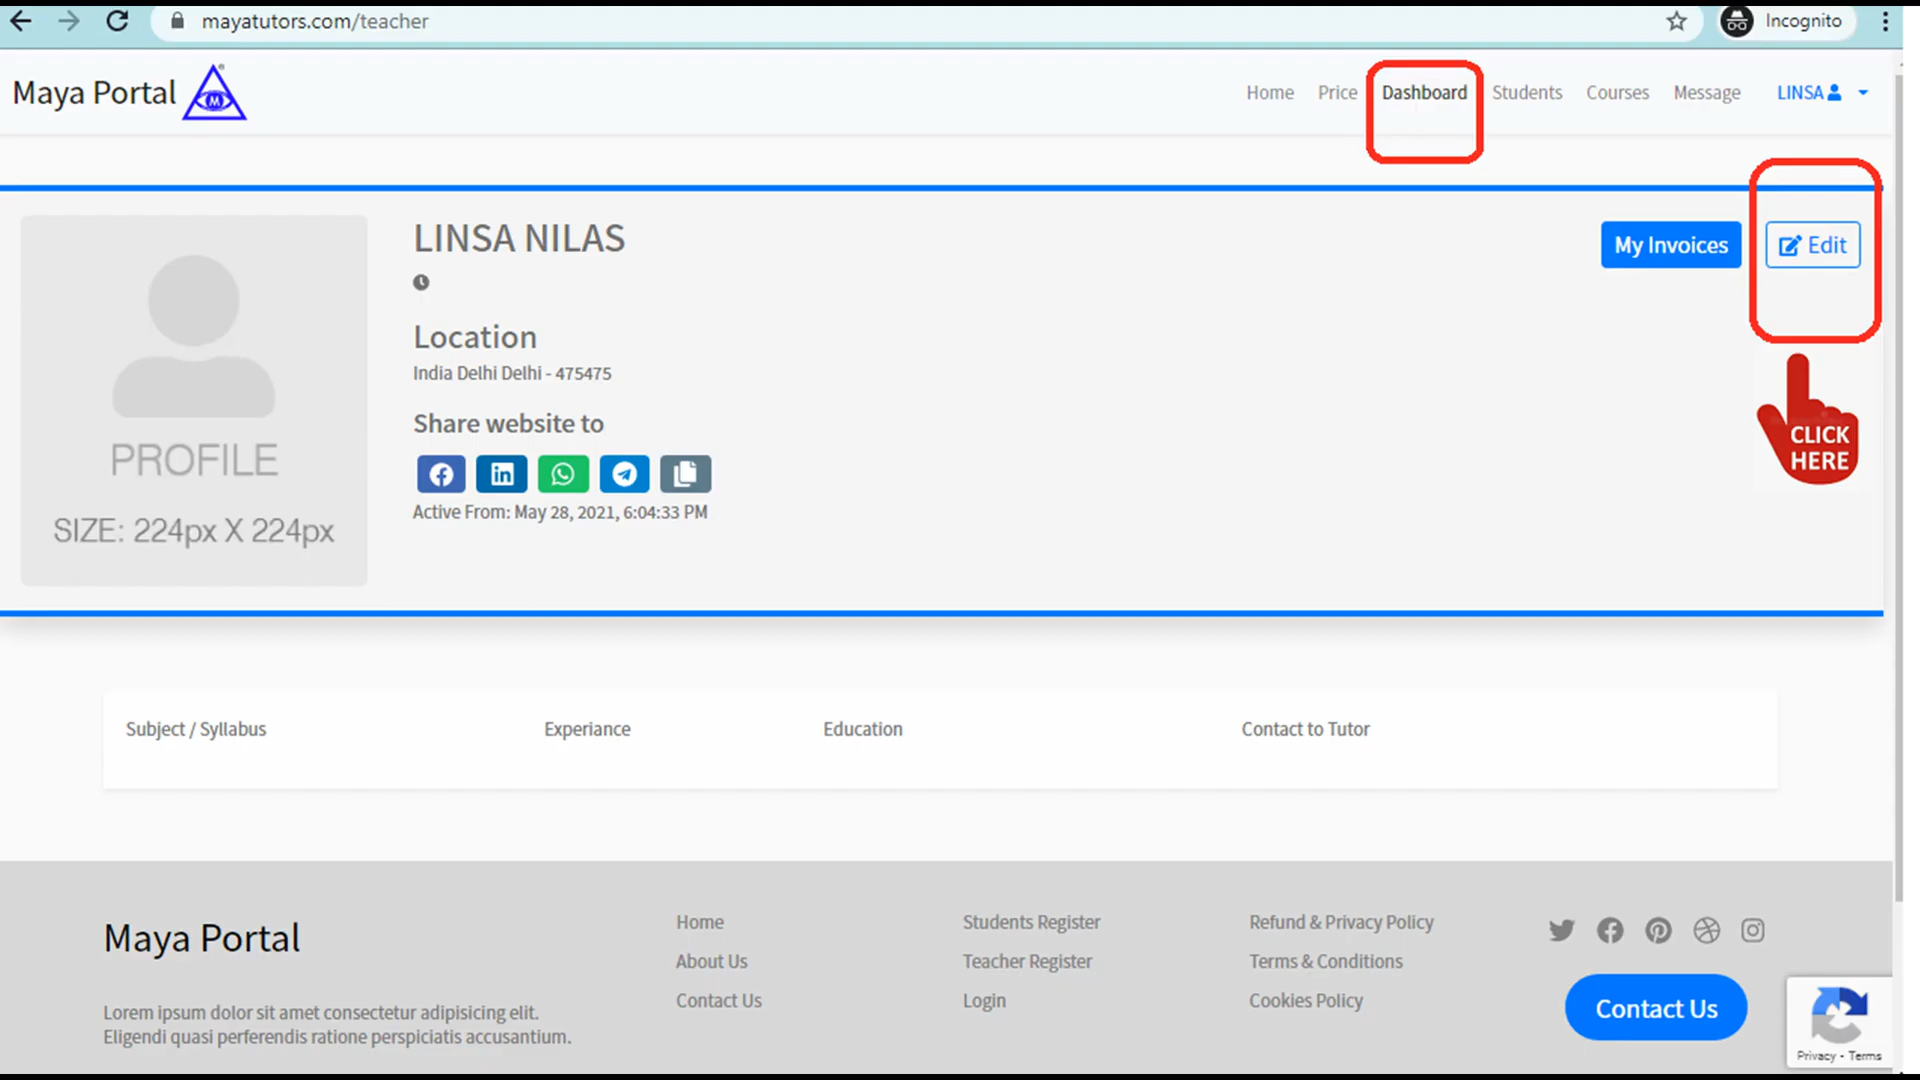 mayatutors.com/teacher
Incognito
Maya Portal
M
Home Price Dashboard Students Courses Message LINSA
LINSA NILAS
My Invoices
Edit
Location
India Delhi Delhi - 475475
Share website to
Active From: May 28, 2021, 6:04:33 PM
PROFILE
SIZE: 224px X 224px
CLICK
HERE
Subject / Syllabus Experiance Education Contact to Tutor
Maya Portal
Lorem ipsum dolor sit amet consectetur adipisicing elit.
Eligendi quasi perferendis ratione perspiciatis accusantium.
Home
About Us
Contact Us
Students Register
Teacher Register
Login
Refund & Privacy Policy
Terms & Conditions
Cookies Policy
Contact Us
Privacy - Terms